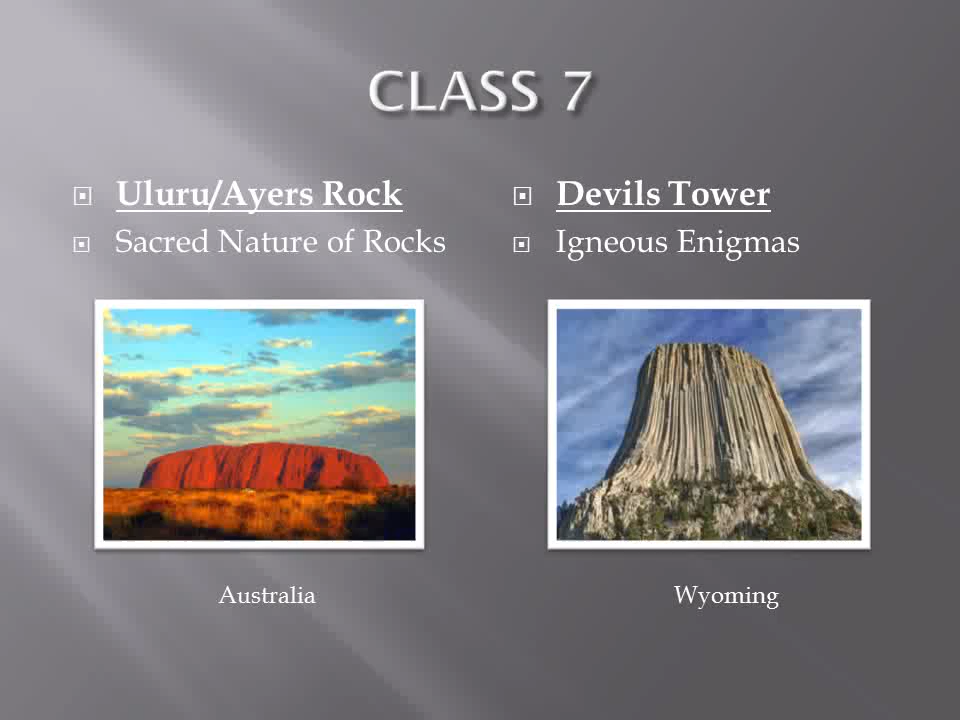 CLASS 7
Uluru/Ayers Rock
Sacred Nature of Rocks
Devils Tower
Igneous Enigmas
Australia
Wyoming